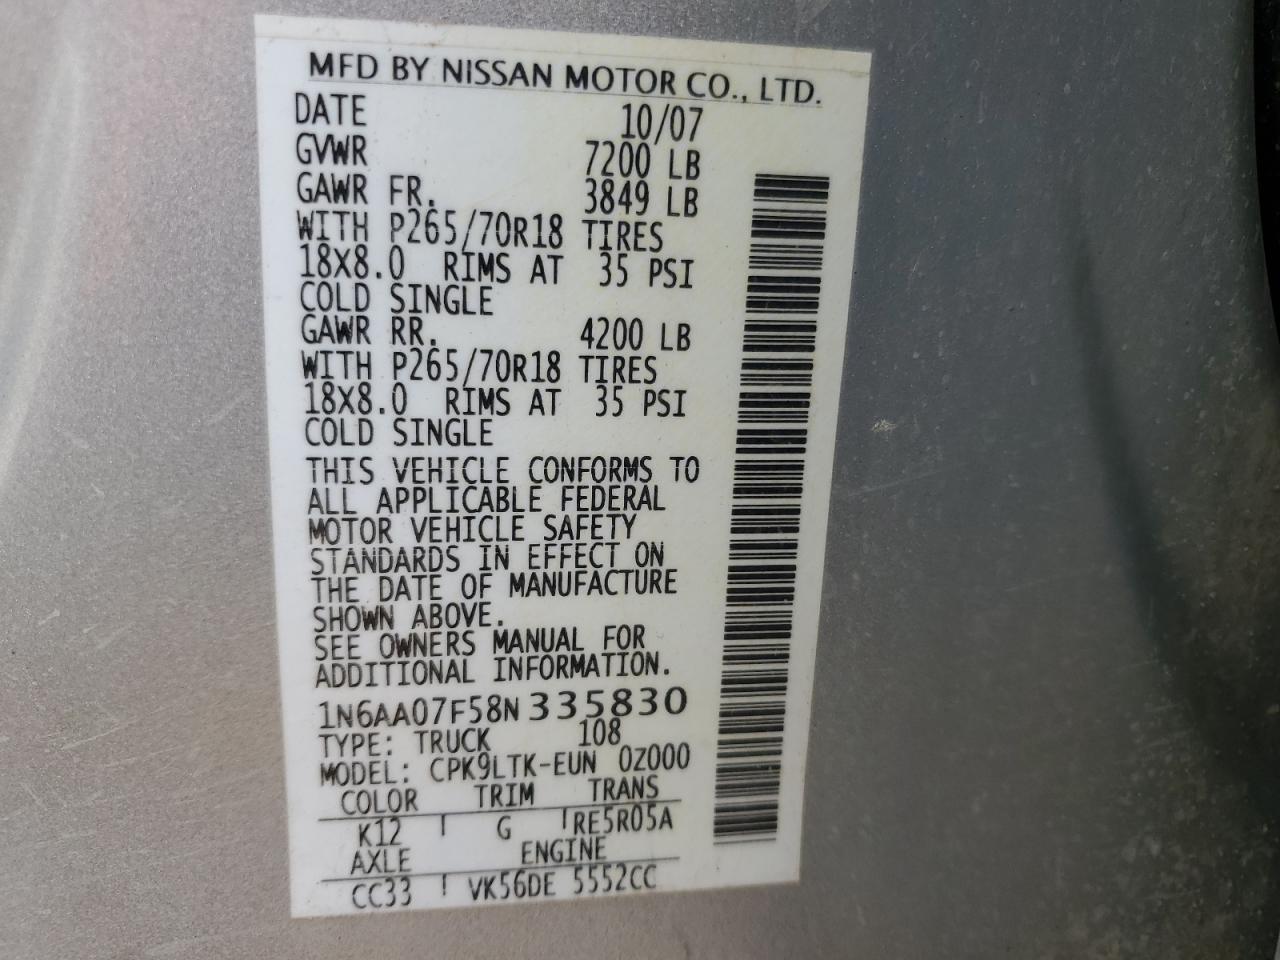 MFD BY NISSAN MOTOR CO., LTD.
DATE 10/07
GVWR 7200 LB
GAWR FR. 3849 LB
WITH P265/70R18 TIRES
18X8.0 RIMS AT 35 PSI
COLD SINGLE
GAWR RR. 4200 LB
WITH P265/70R18 TIRES
18X8.0 RIMS AT 35 PSI
COLD SINGLE
THIS VEHICLE CONFORMS TO
ALL APPLICABLE FEDERAL
MOTOR VEHICLE SAFETY
STANDARDS IN EFFECT ON
THE DATE OF MANUFACTURE
SHOWN ABOVE.
SEE OWNERS MANUAL FOR
ADDITIONAL INFORMATION.
1N6AA07F58N335830
TYPE: TRUCK 108
MODEL: CPK9LTK-EUN 0Z000
COLOR TRIM TRANS
K12 G RE5R05A
AXLE ENGINE
CC33 VK56DE 5552CC